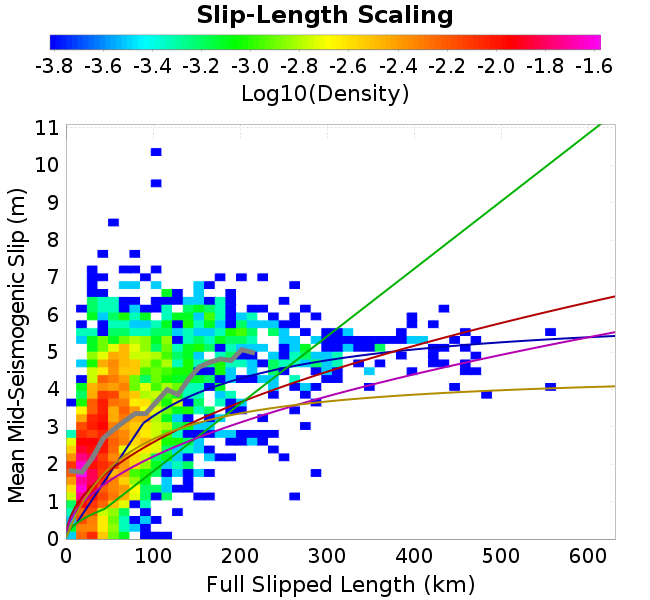 Slip-Length Scaling
-3.8 -3.6 -3.4 -3.2 -3.0 -2.8 -2.6 -2.4 -2.2 -2.0 -1.8 -1.6
Log10(Density)
11
10
9
8
7
6
5
4
3
2
1
0
Mean Mid-Seismogenic Slip (m)
0 100 200 300 400 500 600
Full Slipped Length (km)